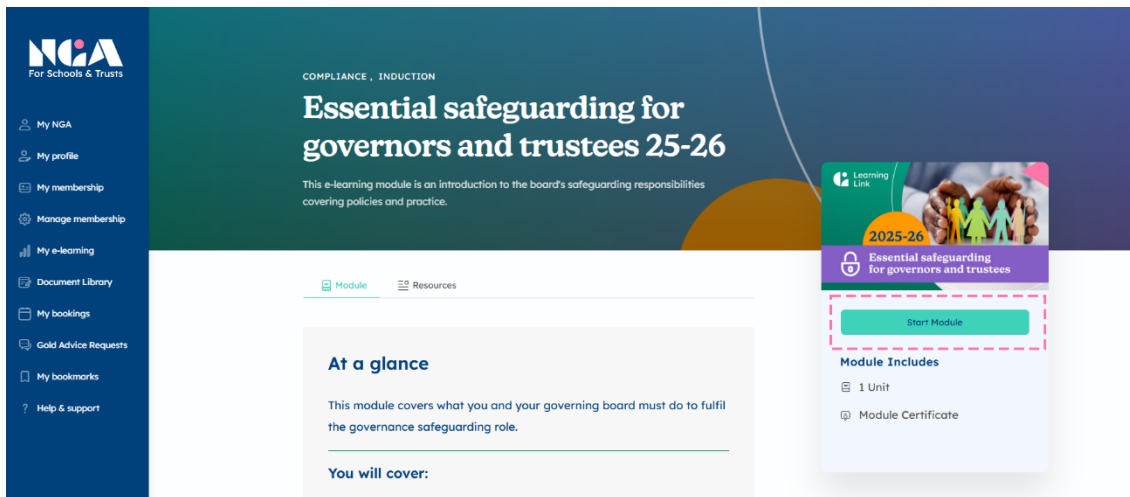 NGA
For Schools & Trusts
My NGA
My profile
My membership
Manage membership
My e-learning
Document Library
My bookings
Gold Advice Requests
My bookmarks
? Help & support
COMPLIANCE, INDUCTION
Essential safeguarding for
governors and trustees 25-26
This e-learning module is an introduction to the board's safeguarding responsibilities
covering policies and practice.
Module
Resources
At a glance
This module covers what you and your governing board must do to fulfil
the governance safeguarding role.
You will cover:
Learning
Link
2025-26
Essential safeguarding
for governors and trustees
Start Module
Module Includes
1 Unit
Module Certificate